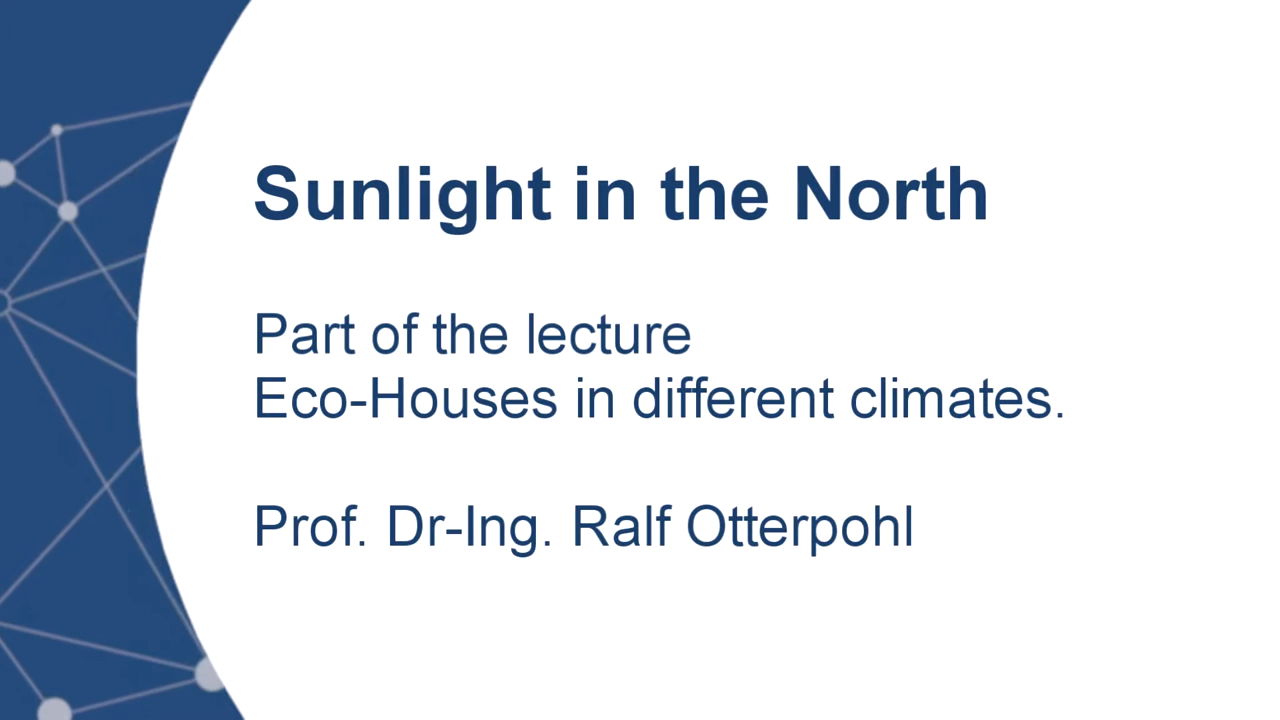 Sunlight in the North
Part of the lecture
Eco-Houses in different climates.
Prof. Dr-Ing. Ralf Otterpohl